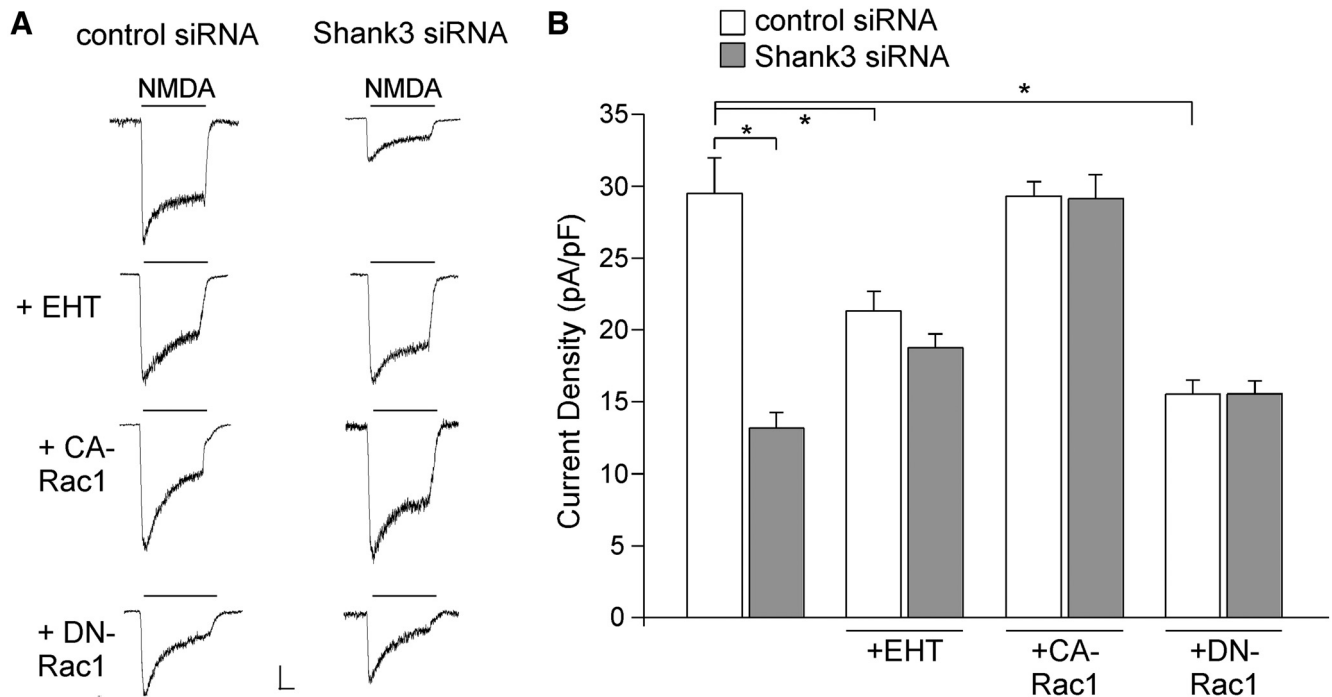 A
control siRNA
Shank3 siRNA
NMDA
NMDA
+ EHT
+ CA-
Rac1
+ DN-
Rac1
B
control siRNA
Shank3 siRNA
*
*
*
Current Density (pA/pF)
35
30
25
20
15
10
5
0
+EHT
+CA-
Rac1
+DN-
Rac1